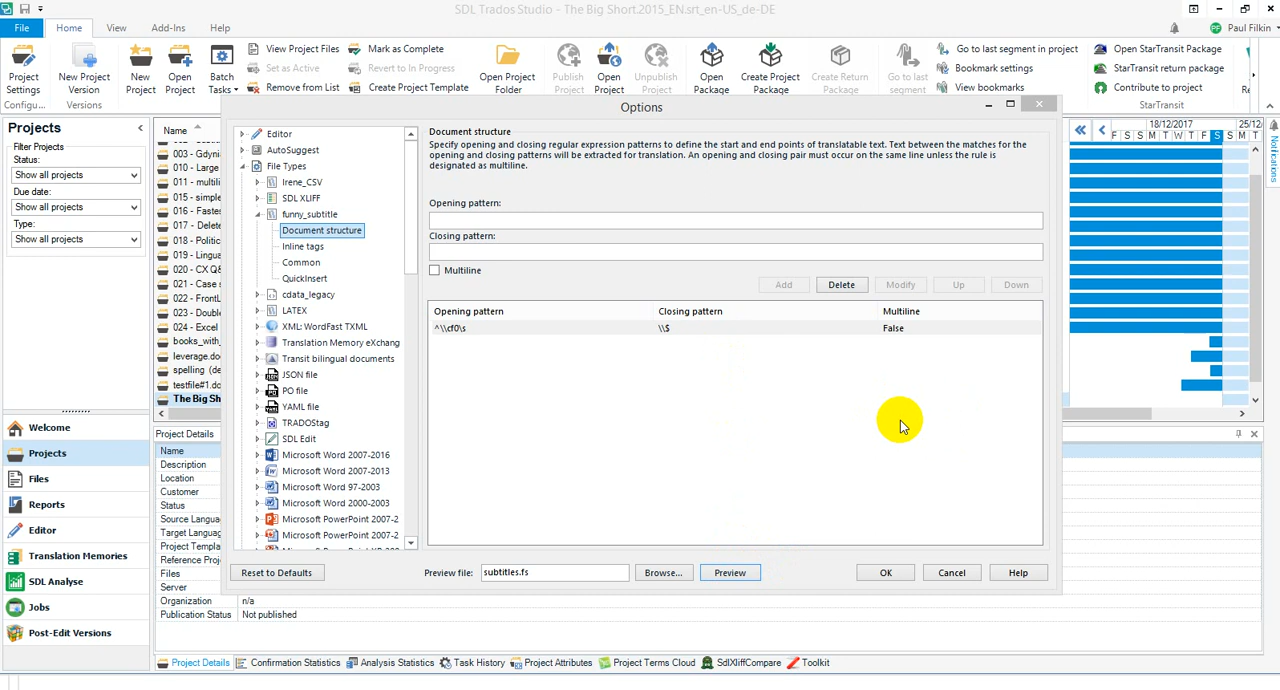 SDL Trados Studio - The Big Short.2015_EN.srt_en-US_de-DE
File Home View Add-Ins Help
Paul Filkin
Project Settings
New Project Version
New Project
Open Project
Batch Tasks
View Project Files
Set as Active
Remove from List
Mark as Complete
Revert to In Progress
Create Project Template
Open Project Folder
Publish Project
Open Project
Unpublish Project
Open Package
Create Project Package
Create Return Package
Go to last segment
Go to last segment in project
Bookmark settings
View bookmarks
Open StarTransit Package
StarTransit return package
Contribute to project
Configu...
Versions
StarTransit
Projects
Filter Projects
Status:
Show all projects
Due date:
Show all projects
Type:
Show all projects
Welcome
Projects
Files
Reports
Editor
Translation Memories
SDL Analyse
Jobs
Post-Edit Versions
Name
003 - Gdyni
010 - Large
011 - multili
015 - simple
016 - Fastes
017 - Delete
018 - Politic
019 - Lingua
020 - CX Q&
021 - Case s
022 - FrontL
023 - Double
024 - Excel
books_with_
leverage.do
spelling (de
testfile#1.do
The Big Sh
Options
Editor
AutoSuggest
File Types
Irene_CSV
SDL XLIFF
funny_subtitle
Document structure
Inline tags
Common
QuickInsert
cdata_legacy
LATEX
XML: WordFast TXML
Translation Memory eXchang
Transit bilingual documents
JSON file
PO file
YAML file
TRADOStag
SDL Edit
Microsoft Word 2007-2016
Microsoft Word 2007-2013
Microsoft Word 97-2003
Microsoft Word 2000-2003
Microsoft PowerPoint 2007-2
Microsoft PowerPoint 2007-2
Document structure
Specify opening and closing regular expression patterns to define the start and end points of translatable text. Text between the matches for the
opening and closing patterns will be extracted for translation. An opening and closing pair must occur on the same line unless the rule is
designated as multiline.
Opening pattern:
Closing pattern:
Multiline
Add Delete Modify Up Down
Opening pattern Closing pattern Multiline
^\\cf0\s \\$ False
Reset to Defaults
Preview file: subtitles.fs Browse... Preview OK Cancel Help
18/12/2017 25/12
F S S M T W T F S S M T
Notifications
Project Details
Name
Description
Location
Customer
Status
Source Langua
Target Languag
Project Templa
Reference Proj
Files
Server
Organization n/a
Publication Status Not published
Project Details Confirmation Statistics Analysis Statistics Task History Project Attributes Project Terms Cloud SdlXliffCompare Toolkit